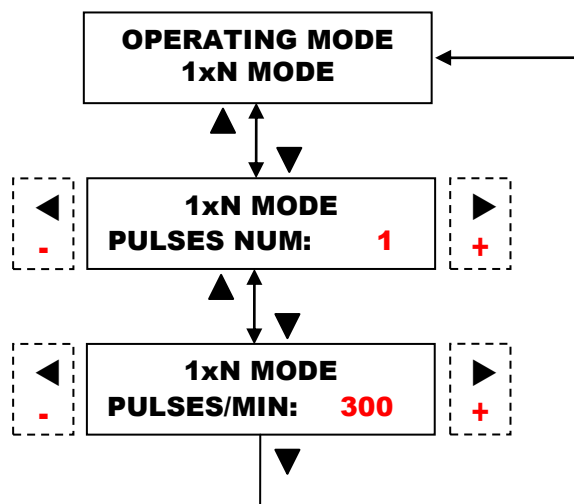 OPERATING MODE
1xN MODE
1xN MODE
- PULSES NUM: 1 +
1xN MODE
- PULSES/MIN: 300 +